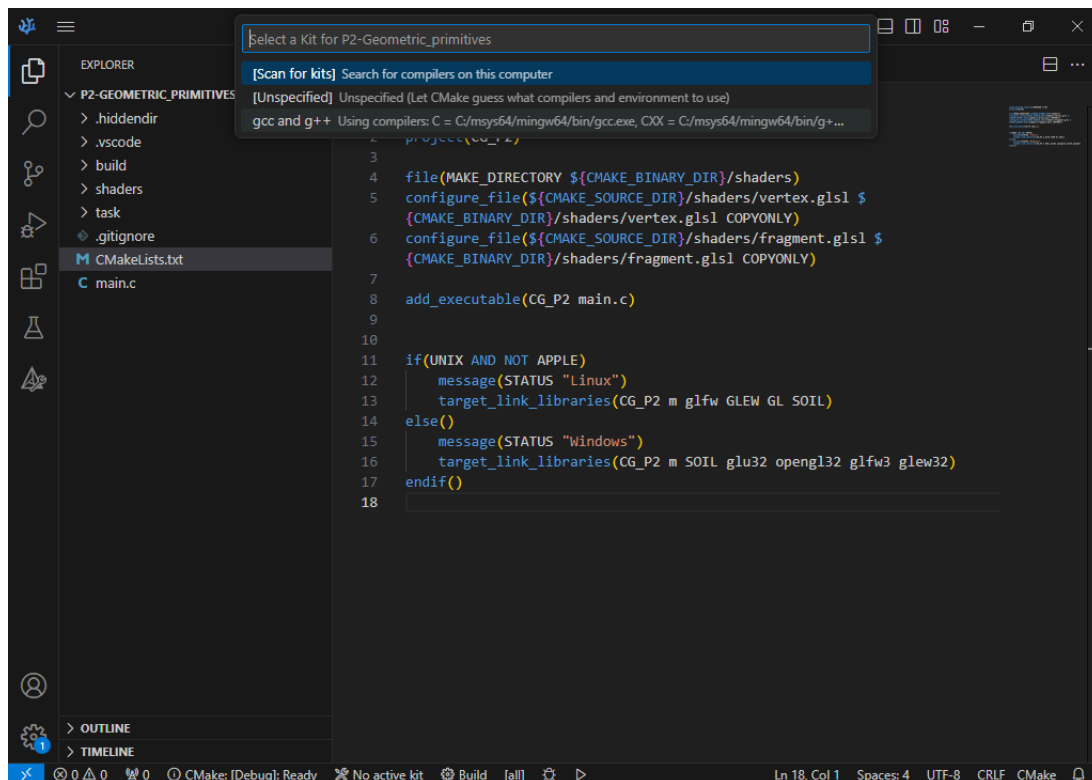 Select a Kit for P2-Geometric_primitives
[Scan for kits] Search for compilers on this computer
[Unspecified] Unspecified (Let CMake guess what compilers and environment to use)
gcc and g++ Using compilers: C = C:/msys64/mingw64/bin/gcc.exe, CXX = C:/msys64/mingw64/bin/g+...
EXPLORER
P2-GEOMETRIC_PRIMITIVES
.hiddendir
.vscode
build
shaders
task
.gitignore
M CMakeLists.txt
C main.c
OUTLINE
TIMELINE
2 project(CG_P2)
3
4 file(MAKE_DIRECTORY ${CMAKE_BINARY_DIR}/shaders)
5 configure_file(${CMAKE_SOURCE_DIR}/shaders/vertex.glsl $
{CMAKE_BINARY_DIR}/shaders/vertex.glsl COPYONLY)
6 configure_file(${CMAKE_SOURCE_DIR}/shaders/fragment.glsl $
{CMAKE_BINARY_DIR}/shaders/fragment.glsl COPYONLY)
7
8 add_executable(CG_P2 main.c)
9
10
11 if(UNIX AND NOT APPLE)
12 message(STATUS "Linux")
13 target_link_libraries(CG_P2 m glfw GLEW GL SOIL)
14 else()
15 message(STATUS "Windows")
16 target_link_libraries(CG_P2 m SOIL glu32 opengl32 glfw3 glew32)
17 endif()
18
1
0 0 0 CMake: [Debug]: Ready No active kit Build [all] Ln 18, Col 1 Spaces: 4 UTF-8 CRLF CMake